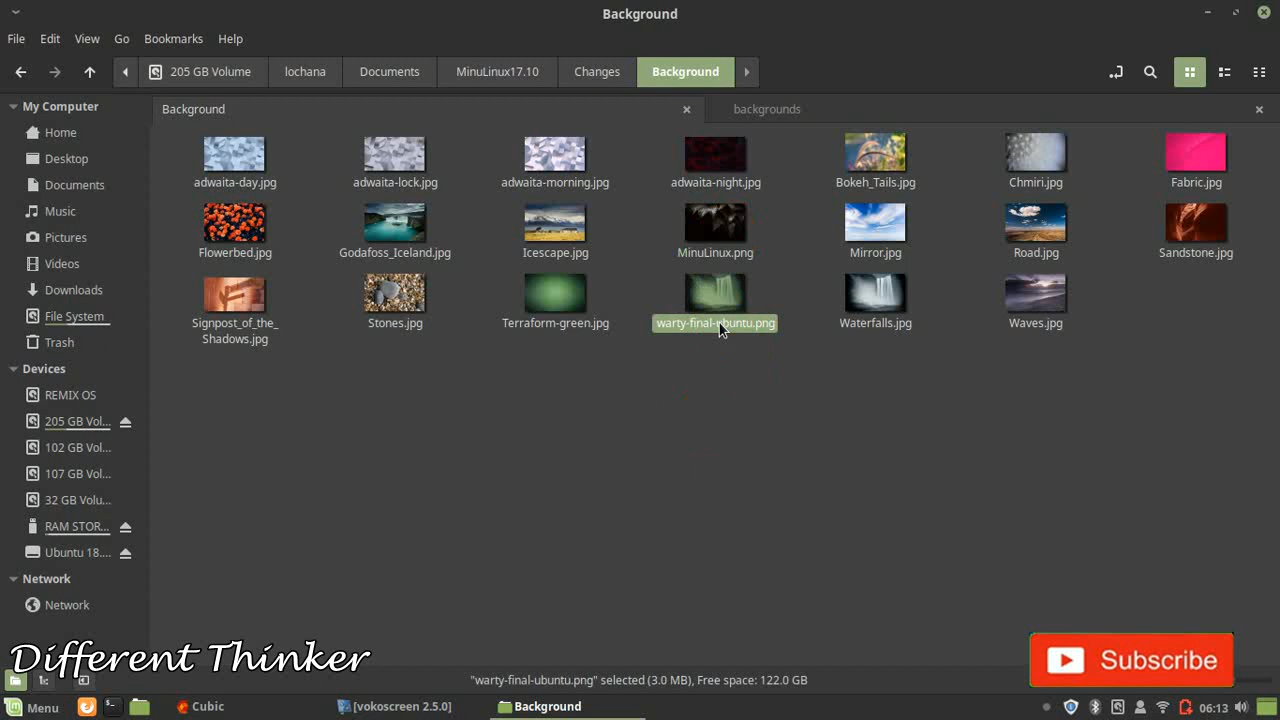 Background
File Edit View Go Bookmarks Help
205 GB Volume lochana Documents MinuLinux17.10 Changes Background
My Computer
Home
Desktop
Documents
Music
Pictures
Videos
Downloads
File System
Trash
Devices
REMIX OS
205 GB Vol...
102 GB Vol...
107 GB Vol...
32 GB Volu...
RAM STOR...
Ubuntu 18....
Network
Network
Background backgrounds
adwaita-day.jpg adwaita-lock.jpg adwaita-morning.jpg adwaita-night.jpg Bokeh_Tails.jpg Chmiri.jpg Fabric.jpg
Flowerbed.jpg Godafoss_Iceland.jpg Icescape.jpg MinuLinux.png Mirror.jpg Road.jpg Sandstone.jpg
Signpost_of_the_
Shadows.jpg
Stones.jpg Terraform-green.jpg warty-final-ubuntu.png Waterfalls.jpg Waves.jpg
Different Thinker
Subscribe
"warty-final-ubuntu.png" selected (3.0 MB), Free space: 122.0 GB
Menu Cubic [vokoscreen 2.5.0] Background 06:13